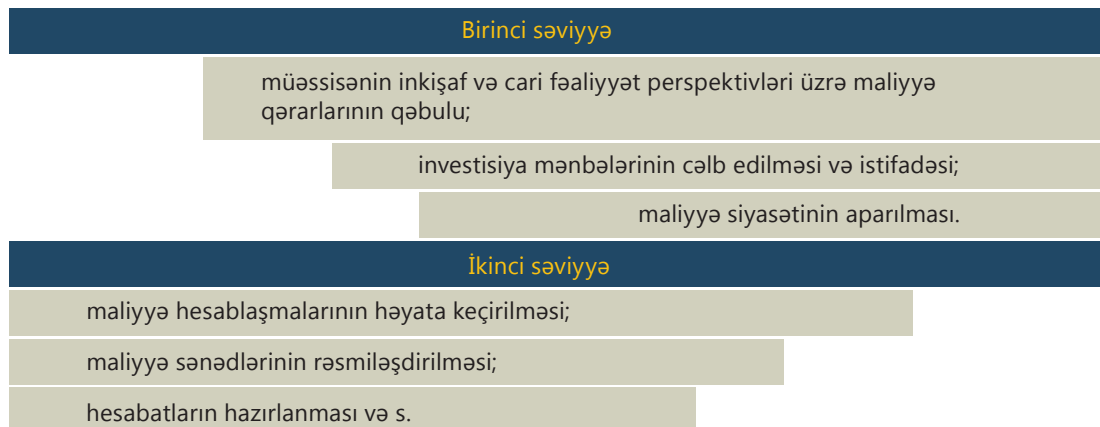 Birinci səviyyə
müəssisənin inkişaf və cari fəaliyyət perspektivləri üzrə maliyyə
qərarlarının qəbulu;
investisiya mənbələrinin cəlb edilməsi və istifadəsi;
maliyyə siyasətinin aparılması.
İkinci səviyyə
maliyyə hesablaşmalarının həyata keçirilməsi;
maliyyə sənədlərinin rəsmiləşdirilməsi;
hesabatların hazırlanması və s.